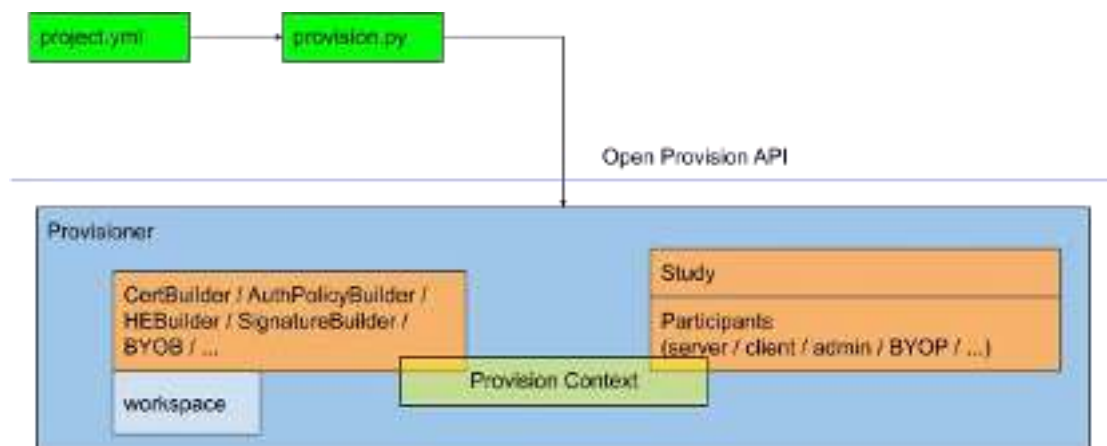 project.yml
provision.py
Open Provision API
Provisioner
CertBuilder / AuthPolicyBuilder /
HEBuilder / SignatureBuilder /
BYOB / ...
workspace
Provision Context
Study
Participants
(server / client / admin / BYOP / ...)